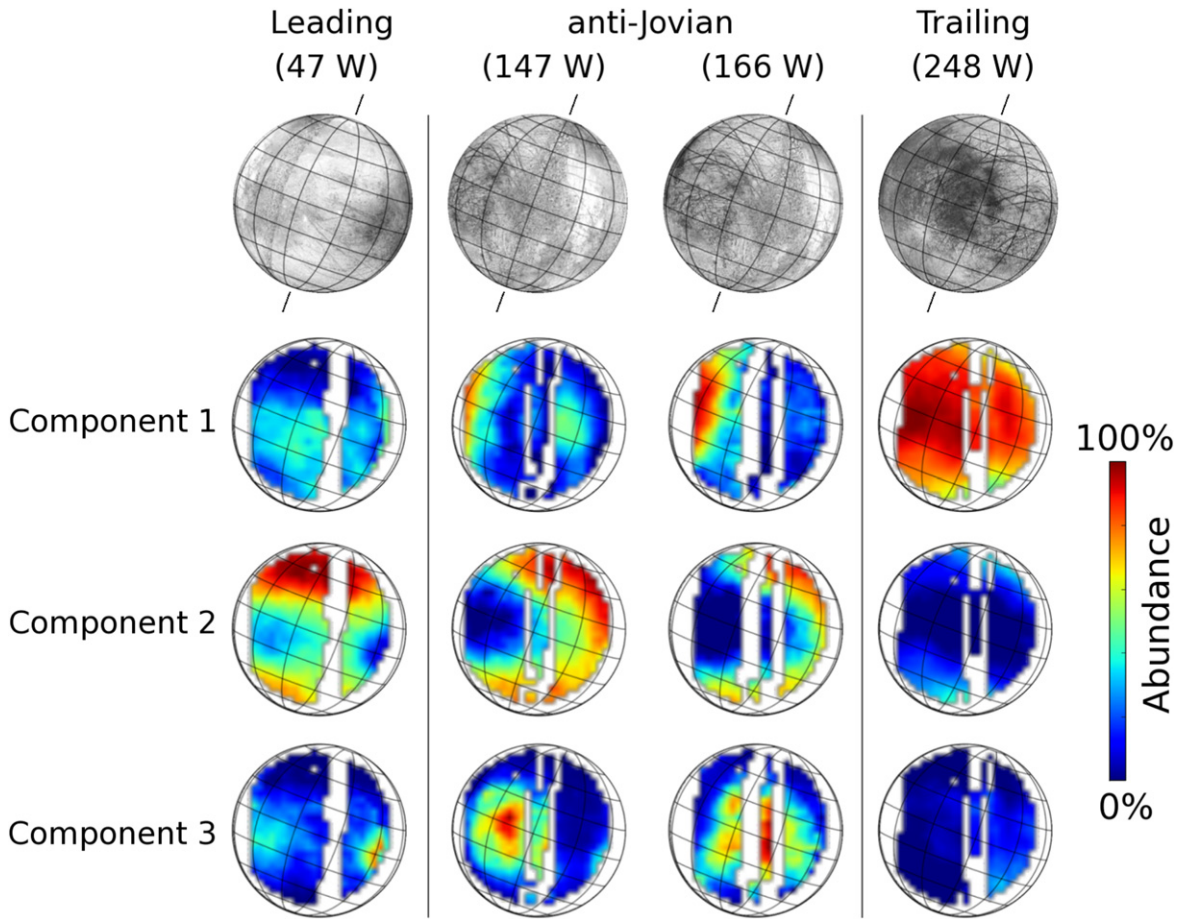 Leading
(47 W)
anti-Jovian
(147 W)
(166 W)
Trailing
(248 W)
Component 1
Component 2
Component 3
100%
Abundance
0%